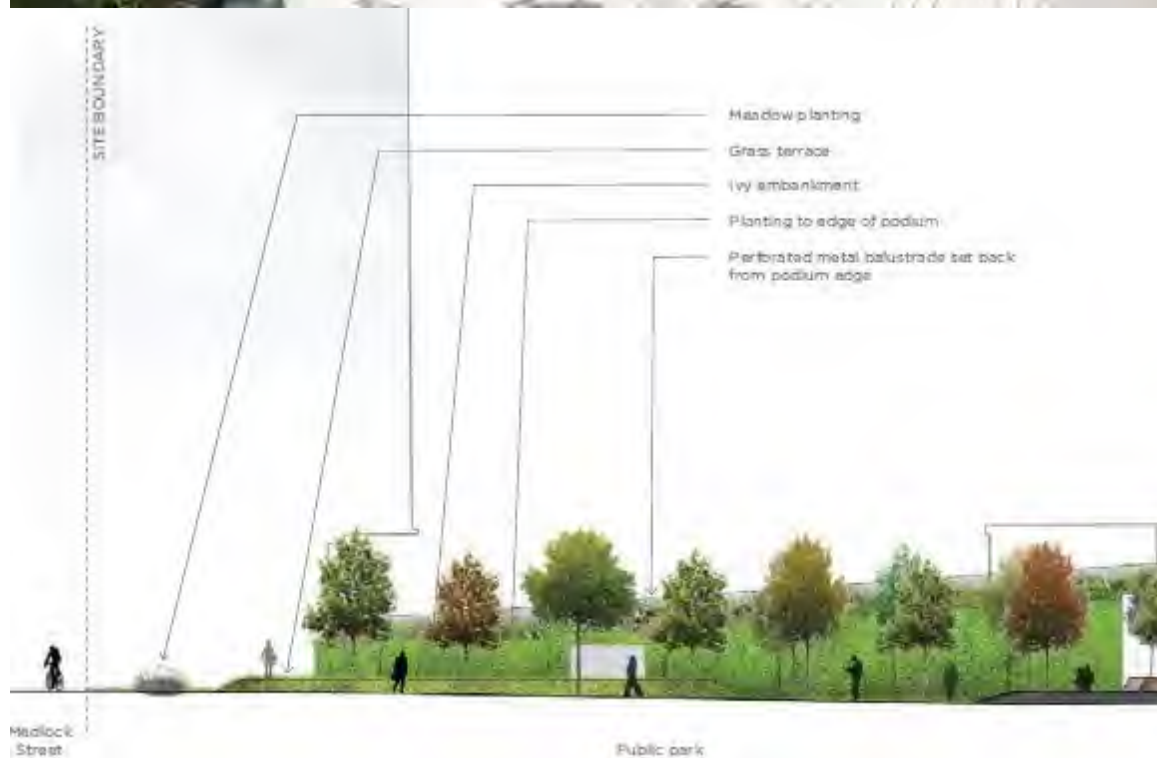 SITE BOUNDARY
Meadow planting
Grass terrace
Ivy embankment
Planting to edge of podium
Perforated metal balustrade set back
from podium edge
Medlock
Street
Public park